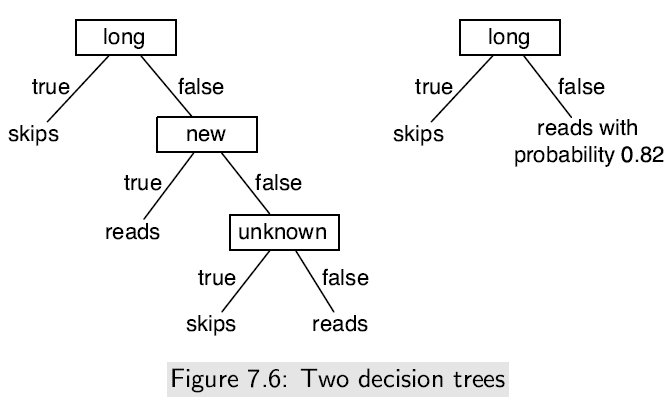 long
long
true
false
true
false
skips
new
skips
reads with
probability 0.82
true
false
reads
unknown
true
false
skips
reads
Figure 7.6: Two decision trees